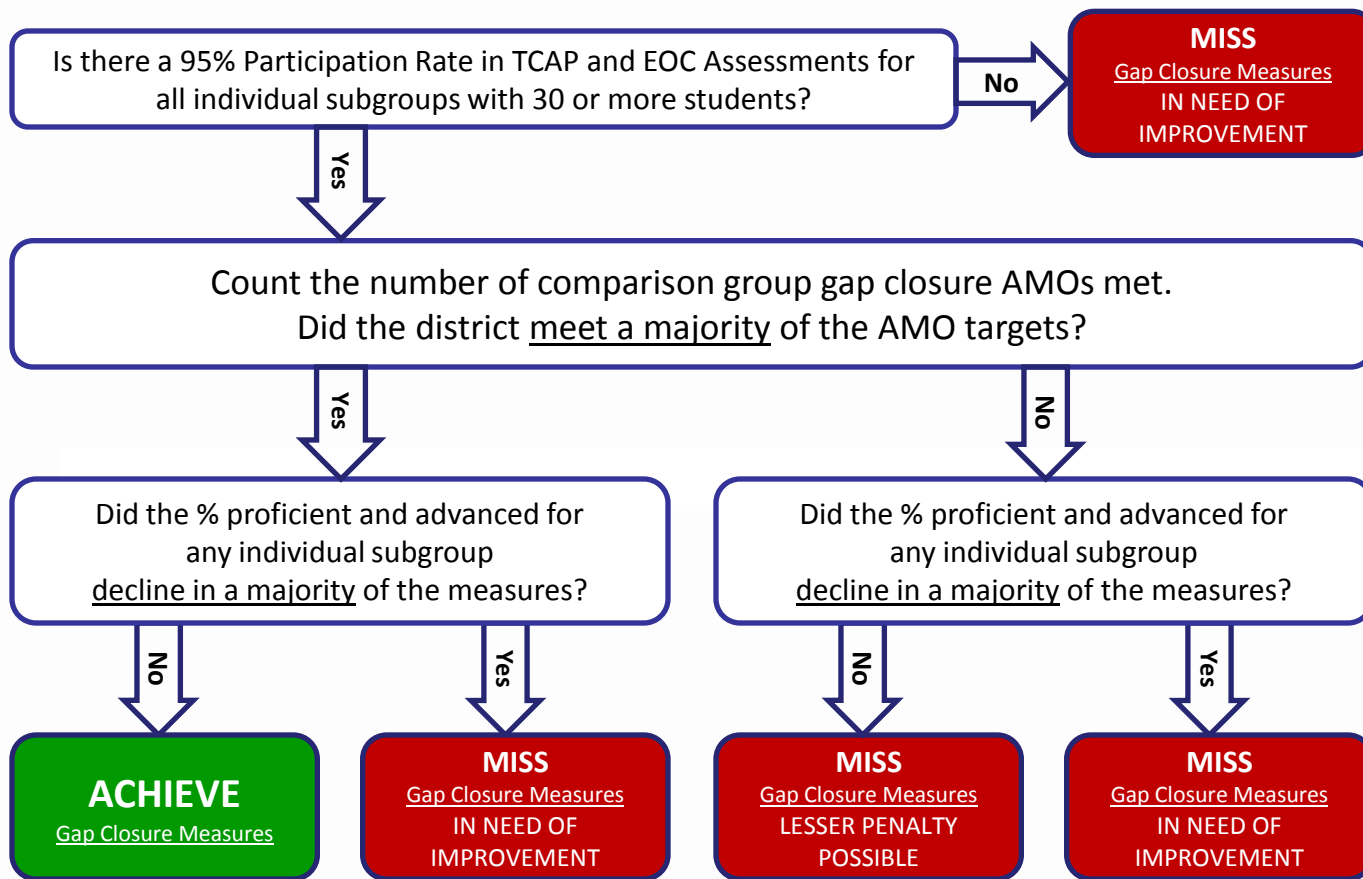 Is there a 95% Participation Rate in TCAP and EOC Assessments for
all individual subgroups with 30 or more students?
No
MISS
Gap Closure Measures
IN NEED OF
IMPROVEMENT
Yes
Count the number of comparison group gap closure AMOs met.
Did the district meet a majority of the AMO targets?
Yes
No
Did the % proficient and advanced for
any individual subgroup
decline in a majority of the measures?
Did the % proficient and advanced for
any individual subgroup
decline in a majority of the measures?
No
Yes
No
Yes
ACHIEVE
Gap Closure Measures
MISS
Gap Closure Measures
IN NEED OF
IMPROVEMENT
MISS
Gap Closure Measures
LESSER PENALTY
POSSIBLE
MISS
Gap Closure Measures
IN NEED OF
IMPROVEMENT